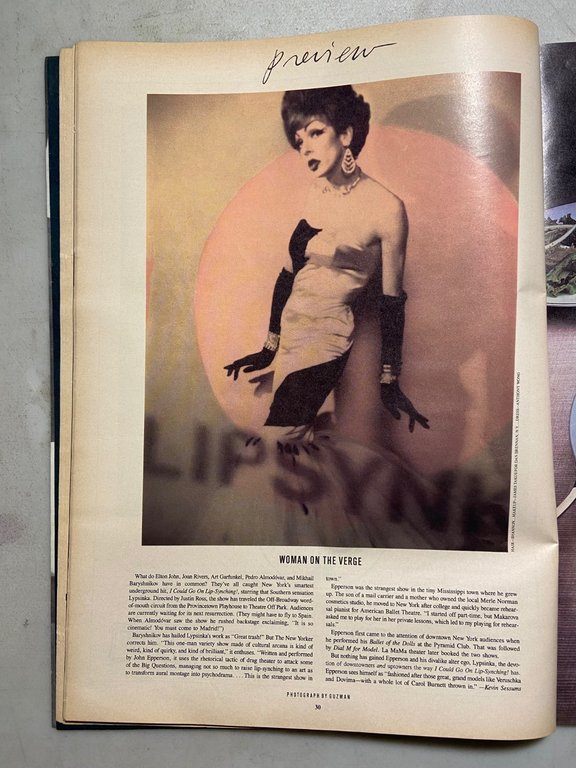 preview
LIPSYNK
WOMAN ON THE VERGE
What do Elton John, Joan Rivers, Art Garfunkel, Pedro Almodóvar, and Mikhail
Baryshnikov have in common? They've all caught New York's smartest
underground hit, I Could Go On Lip-Synching!, starring that Southern sensation
Lypsinka. Directed by Justin Ross, the show has traveled the Off-Broadway word-
of-mouth circuit from the Provincetown Playhouse to Theatre Off Park. Audiences
are currently waiting for its next resurrection. (They might have to fly to Spain.
When Almodóvar saw the show he rushed backstage exclaiming, "It is so
cinematic! You must come to Madrid!")
Baryshnikov has hailed Lypsinka's work as "Great trash!" But The New Yorker
corrects him: "This one-man variety show made of cultural arcana is kind of
weird, kind of quirky, and kind of brilliant," it enthuses. "Written and performed
by John Epperson, it uses the rhetorical tactic of drag theater to attack some
of the Big Questions, managing not so much to raise lip-synching to an art as
to transform aural montage into psychodrama. . . . This is the strangest show in
town."
Epperson was the strangest show in the tiny Mississippi town where he grew
up. The son of a mail carrier and a mother who owned the local Merle Norman
cosmetics studio, he moved to New York after college and quickly became rehear-
sal pianist for American Ballet Theatre. "I started off part-time, but Makarova
asked me to play for her in her private lessons, which led to my playing for rehear-
sals."
Epperson first came to the attention of downtown New York audiences when
he performed his Ballet of the Dolls at the Pyramid Club. That was followed
by Dial M for Model. La MaMa theater later booked the two shows.
But nothing has gained Epperson and his divalike alter ego, Lypsinka, the devo-
tion of downtowners and uptowners the way I Could Go On Lip-Synching! has.
Epperson sees himself as "fashioned after those great, grand models like Veruschka
and Dovima—with a whole lot of Carol Burnett thrown in." —Kevin Sessums
PHOTOGRAPH BY GUZMAN
30